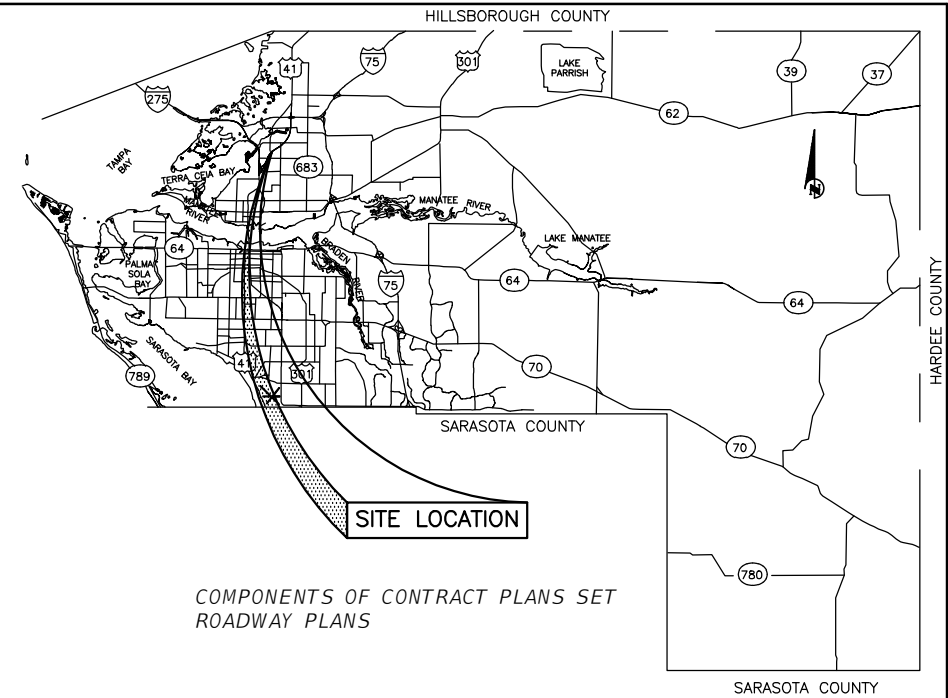 HILLSBOROUGH COUNTY
41
75
301
LAKE
PARRISH
39
37
275
62
TAMPA
BAY
TERRA CEIA BAY
683
N
MANATEE
RIVER
MANATEE RIVER
64
BRADEN
RIVER
LAKE MANATEE
PALMA
SOLA
BAY
75
64
64
HARDEE COUNTY
SARASOTA BAY
789
41
301
70
SARASOTA COUNTY
70
SITE LOCATION
780
COMPONENTS OF CONTRACT PLANS SET
ROADWAY PLANS
SARASOTA COUNTY